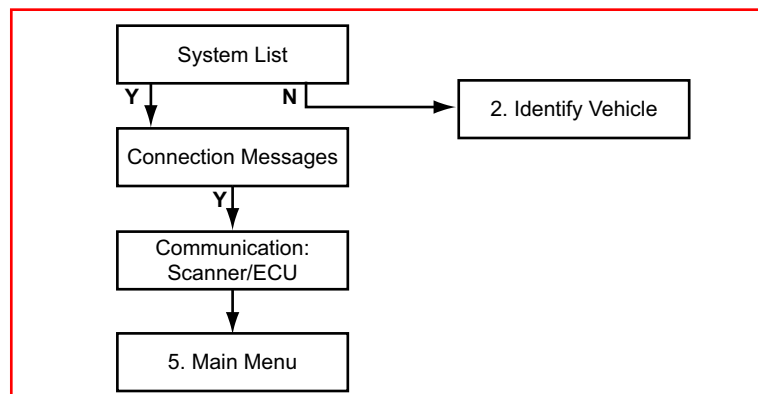 System List
Y
N
2. Identify Vehicle
Connection Messages
Y
Communication:
Scanner/ECU
5. Main Menu